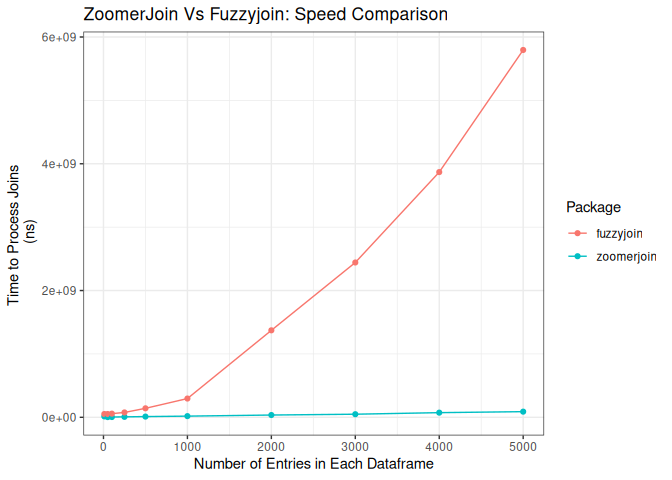 ZoomerJoin Vs Fuzzyjoin: Speed Comparison
6e+09
4e+09
2e+09
0e+00
Time to Process Joins
(ns)
0 1000 2000 3000 4000 5000
Number of Entries in Each Dataframe
Package
fuzzyjoin
zoomerjoin